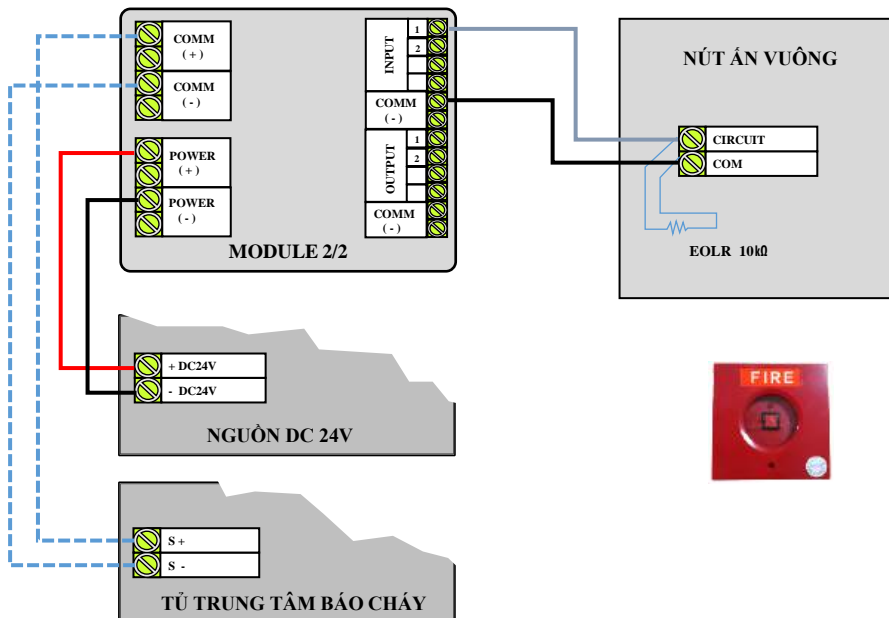 COMM
( + )
COMM
( - )
POWER
(+ )
POWER
( - )
INPUT
1
2
COMM
( - )
OUTPUT
1
2
COMM
( - )
MODULE 2/2
NÚT ẤN VUÔNG
CIRCUIT
COM
EOLR 10kΩ
+ DC24V
- DC24V
NGUỒN DC 24V
FIRE
S +
S -
TỦ TRUNG TÂM BÁO CHÁY